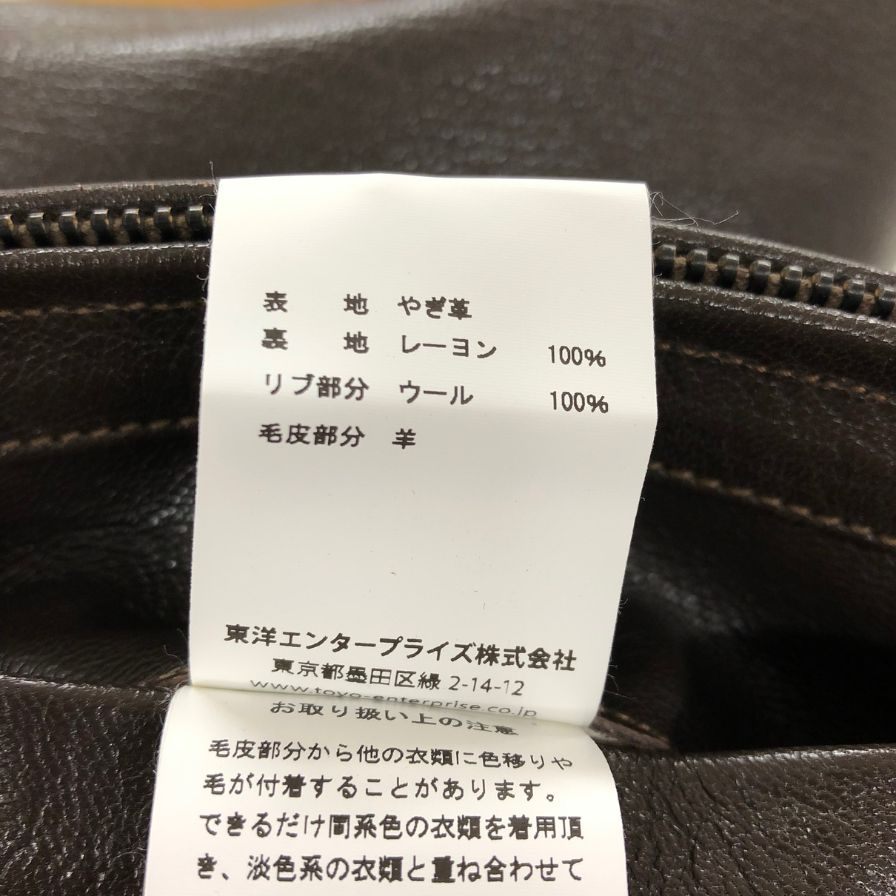 表　地 やぎ革
裏　地 レーヨン 100%
リブ部分 ウール 100%
毛皮部分 羊
東洋エンタープライズ株式会社
東京都墨田区緑 2-14-12
www.toyo-enterprise.co.jp
お取り扱い上の注意
毛皮部分から他の衣類に色移りや
毛が付着することがあります。
できるだけ同系色の衣類を着用頂
き、淡色系の衣類と重ね合わせて